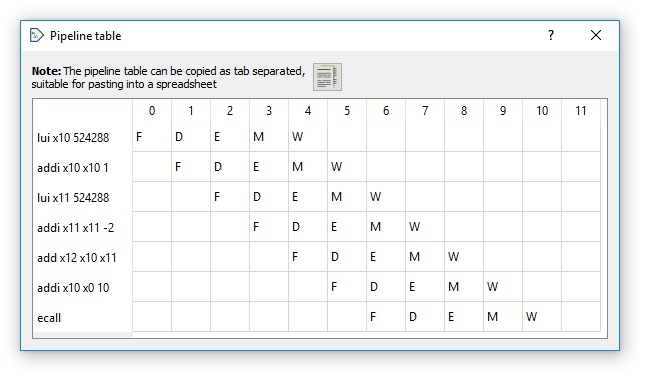 Pipeline table
?
Note: The pipeline table can be copied as tab separated,
suitable for pasting into a spreadsheet
0 1 2 3 4 5 6 7 8 9 10 11
lui x10 524288 F D E M W
addi x10 x10 1 F D E M W
lui x11 524288 F D E M W
addi x11 x11 -2 F D E M W
add x12 x10 x11 F D E M W
addi x10 x0 10 F D E M W
ecall F D E M W